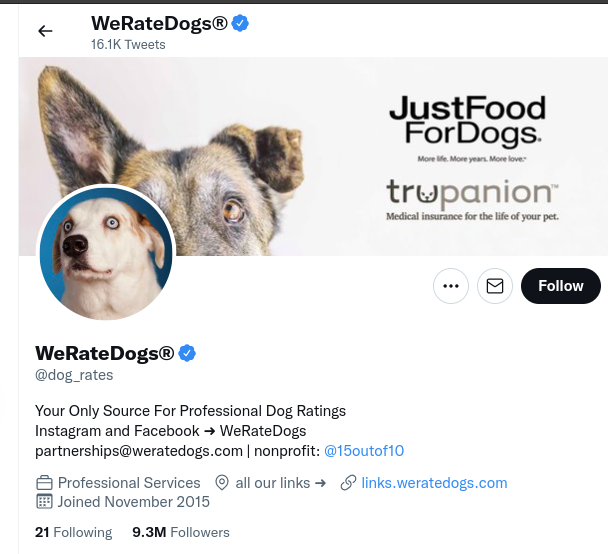 WeRateDogs®
16.1K Tweets
JustFood
ForDogs.
More life. More years. More love.®
trupanion™
Medical insurance for the life of your pet.
Follow
WeRateDogs®
@dog_rates
Your Only Source For Professional Dog Ratings
Instagram and Facebook ➜ WeRateDogs
partnerships@weratedogs.com | nonprofit: @15outof10
Professional Services all our links → links.weratedogs.com
Joined November 2015
21 Following 9.3M Followers